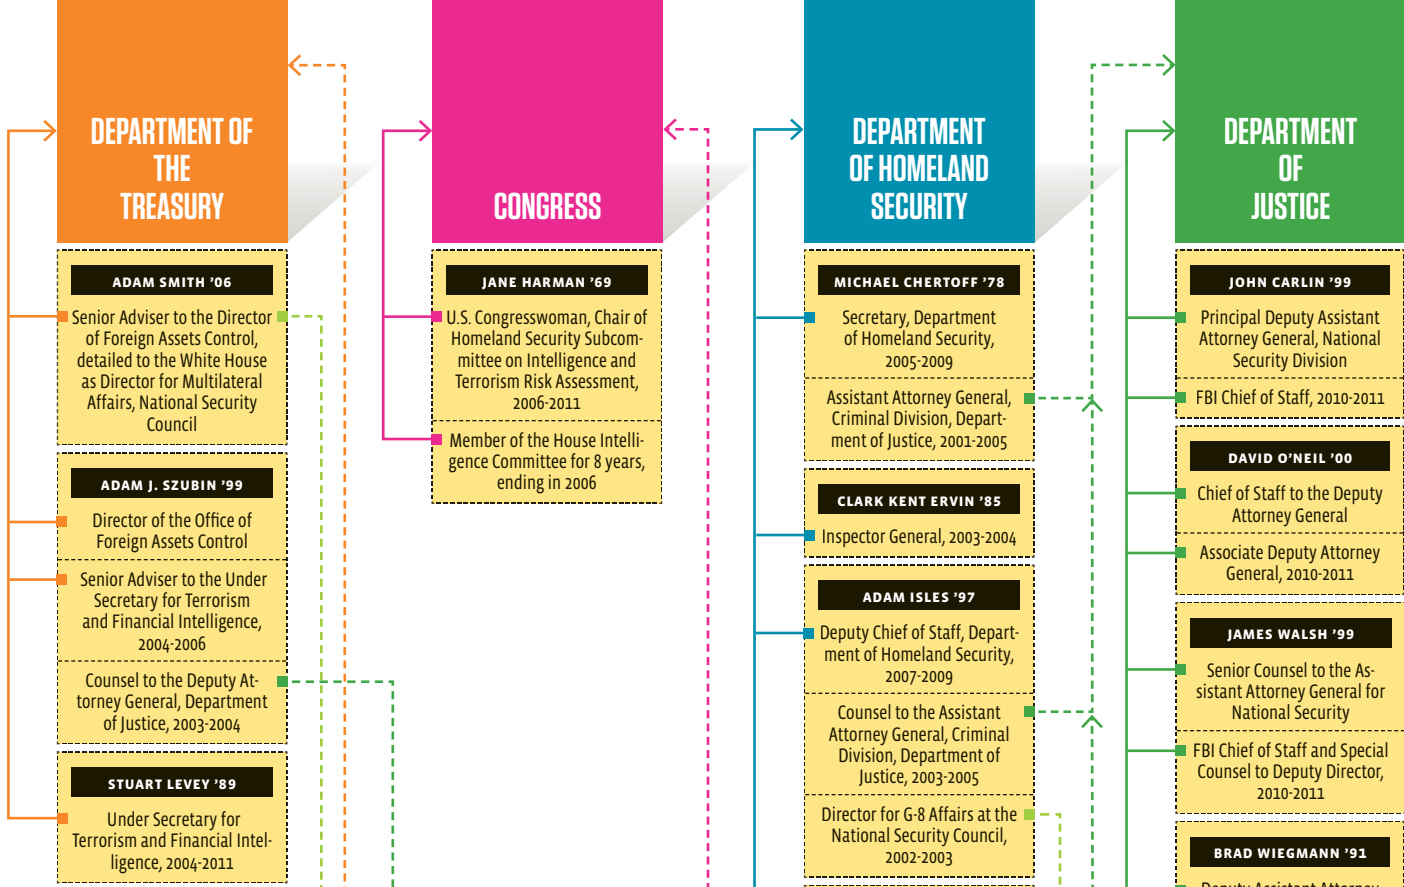 DEPARTMENT OF
THE
TREASURY
ADAM SMITH ’06
Senior Adviser to the Director
of Foreign Assets Control,
detailed to the White House
as Director for Multilateral
Affairs, National Security
Council
ADAM J. SZUBIN ’99
Director of the Office of
Foreign Assets Control
Senior Adviser to the Under
Secretary for Terrorism
and Financial Intelligence,
2004-2006
Counsel to the Deputy At-
torney General, Department
of Justice, 2003-2004
STUART LEVEY ’89
Under Secretary for
Terrorism and Financial Intel-
ligence, 2004-2011
CONGRESS
JANE HARMAN ’69
U.S. Congresswoman, Chair of
Homeland Security Subcom-
mittee on Intelligence and
Terrorism Risk Assessment,
2006-2011
Member of the House Intelli-
gence Committee for 8 years,
ending in 2006
DEPARTMENT
OF HOMELAND
SECURITY
MICHAEL CHERTOFF ’78
Secretary, Department
of Homeland Security,
2005-2009
Assistant Attorney General,
Criminal Division, Depart-
ment of Justice, 2001-2005
CLARK KENT ERVIN ’85
Inspector General, 2003-2004
ADAM ISLES ’97
Deputy Chief of Staff, Depart-
ment of Homeland Security,
2007-2009
Counsel to the Assistant
Attorney General, Criminal
Division, Department of
Justice, 2003-2005
Director for G-8 Affairs at the
National Security Council,
2002-2003
DEPARTMENT
OF
JUSTICE
JOHN CARLIN ’99
Principal Deputy Assistant
Attorney General, National
Security Division
FBI Chief of Staff, 2010-2011
DAVID O’NEIL ’00
Chief of Staff to the Deputy
Attorney General
Associate Deputy Attorney
General, 2010-2011
JAMES WALSH ’99
Senior Counsel to the As-
sistant Attorney General for
National Security
FBI Chief of Staff and Special
Counsel to Deputy Director,
2010-2011
BRAD WIEGMANN ’91
Deputy Assistant Attorney